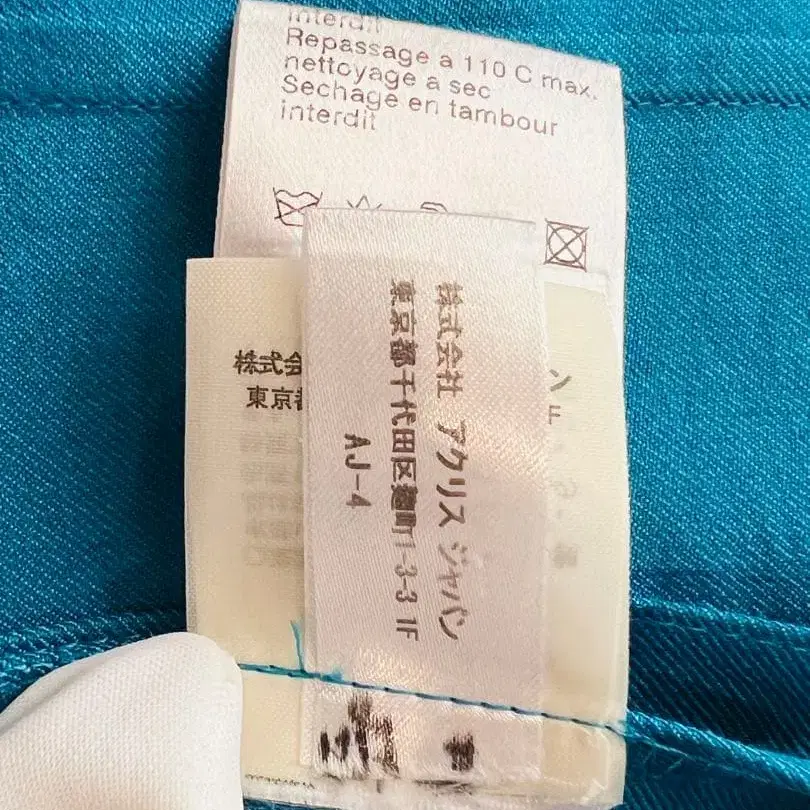 interdit
Repassage a 110 C max.
nettoyage a sec
Sechage en tambour
interdit
株式会社 アクリス ジャパン
東京都千代田区麹町1-3-3 1F
AJ-4
株式会
東京都
ン
F